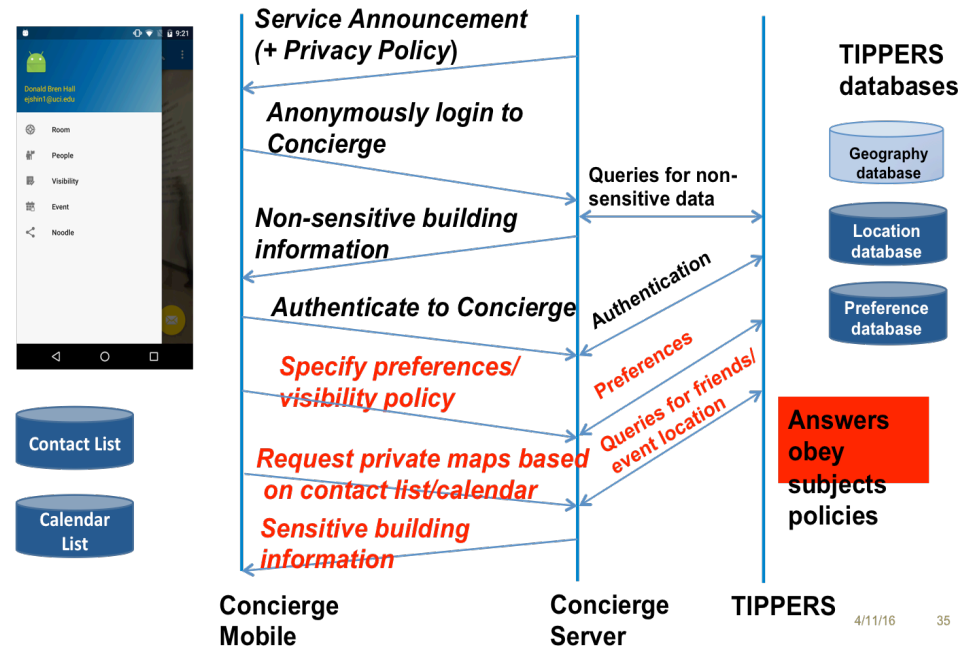 9:21
Donald Bren Hall
ejshin1@uci.edu
Room
People
Visibility
Event
Noodle
Contact List
Calendar
List
Service Announcement
(+ Privacy Policy)
Anonymously login to
Concierge
Non-sensitive building
information
Authenticate to Concierge
Specify preferences/
visibility policy
Request private maps based
on contact list/calendar
Sensitive building
information
Queries for non-
sensitive data
Authentication
Preferences
Queries for friends/
event location
TIPPERS
databases
Geography
database
Location
database
Preference
database
Answers
obey
subjects
policies
Concierge
Mobile
Concierge
Server
TIPPERS
4/11/16
35